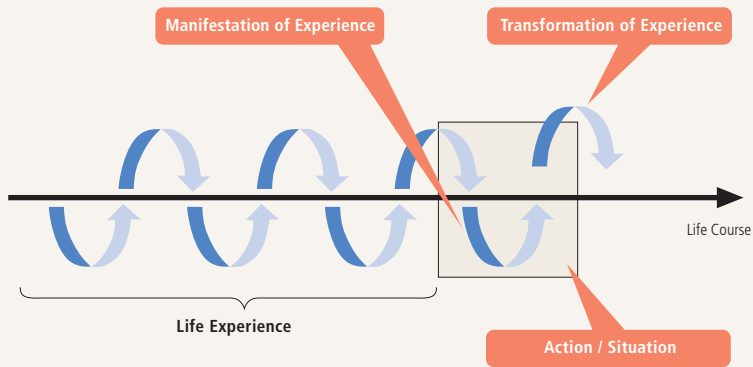 Manifestation of Experience
Transformation of Experience
Life Course
Life Experience
Action / Situation